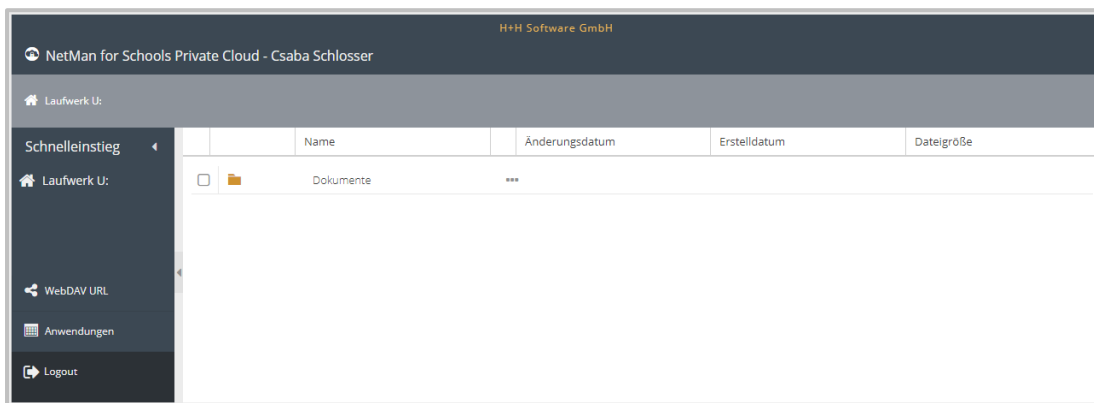 H+H Software GmbH
NetMan for Schools Private Cloud - Csaba Schlosser
Laufwerk U:
Schnelleinstieg
Name Änderungsdatum Erstelldatum Dateigröße
Laufwerk U:
Dokumente
WebDAV URL
Anwendungen
Logout